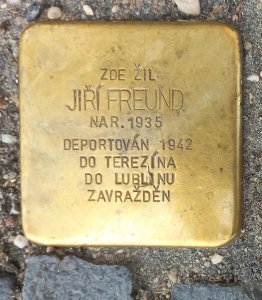 ZDE ŽIL
JIŘÍ FREUND
NAR. 1935
DEPORTOVÁN 1942
DO TEREZÍNA
DO LUBLINU
ZAVRAŽDĚN